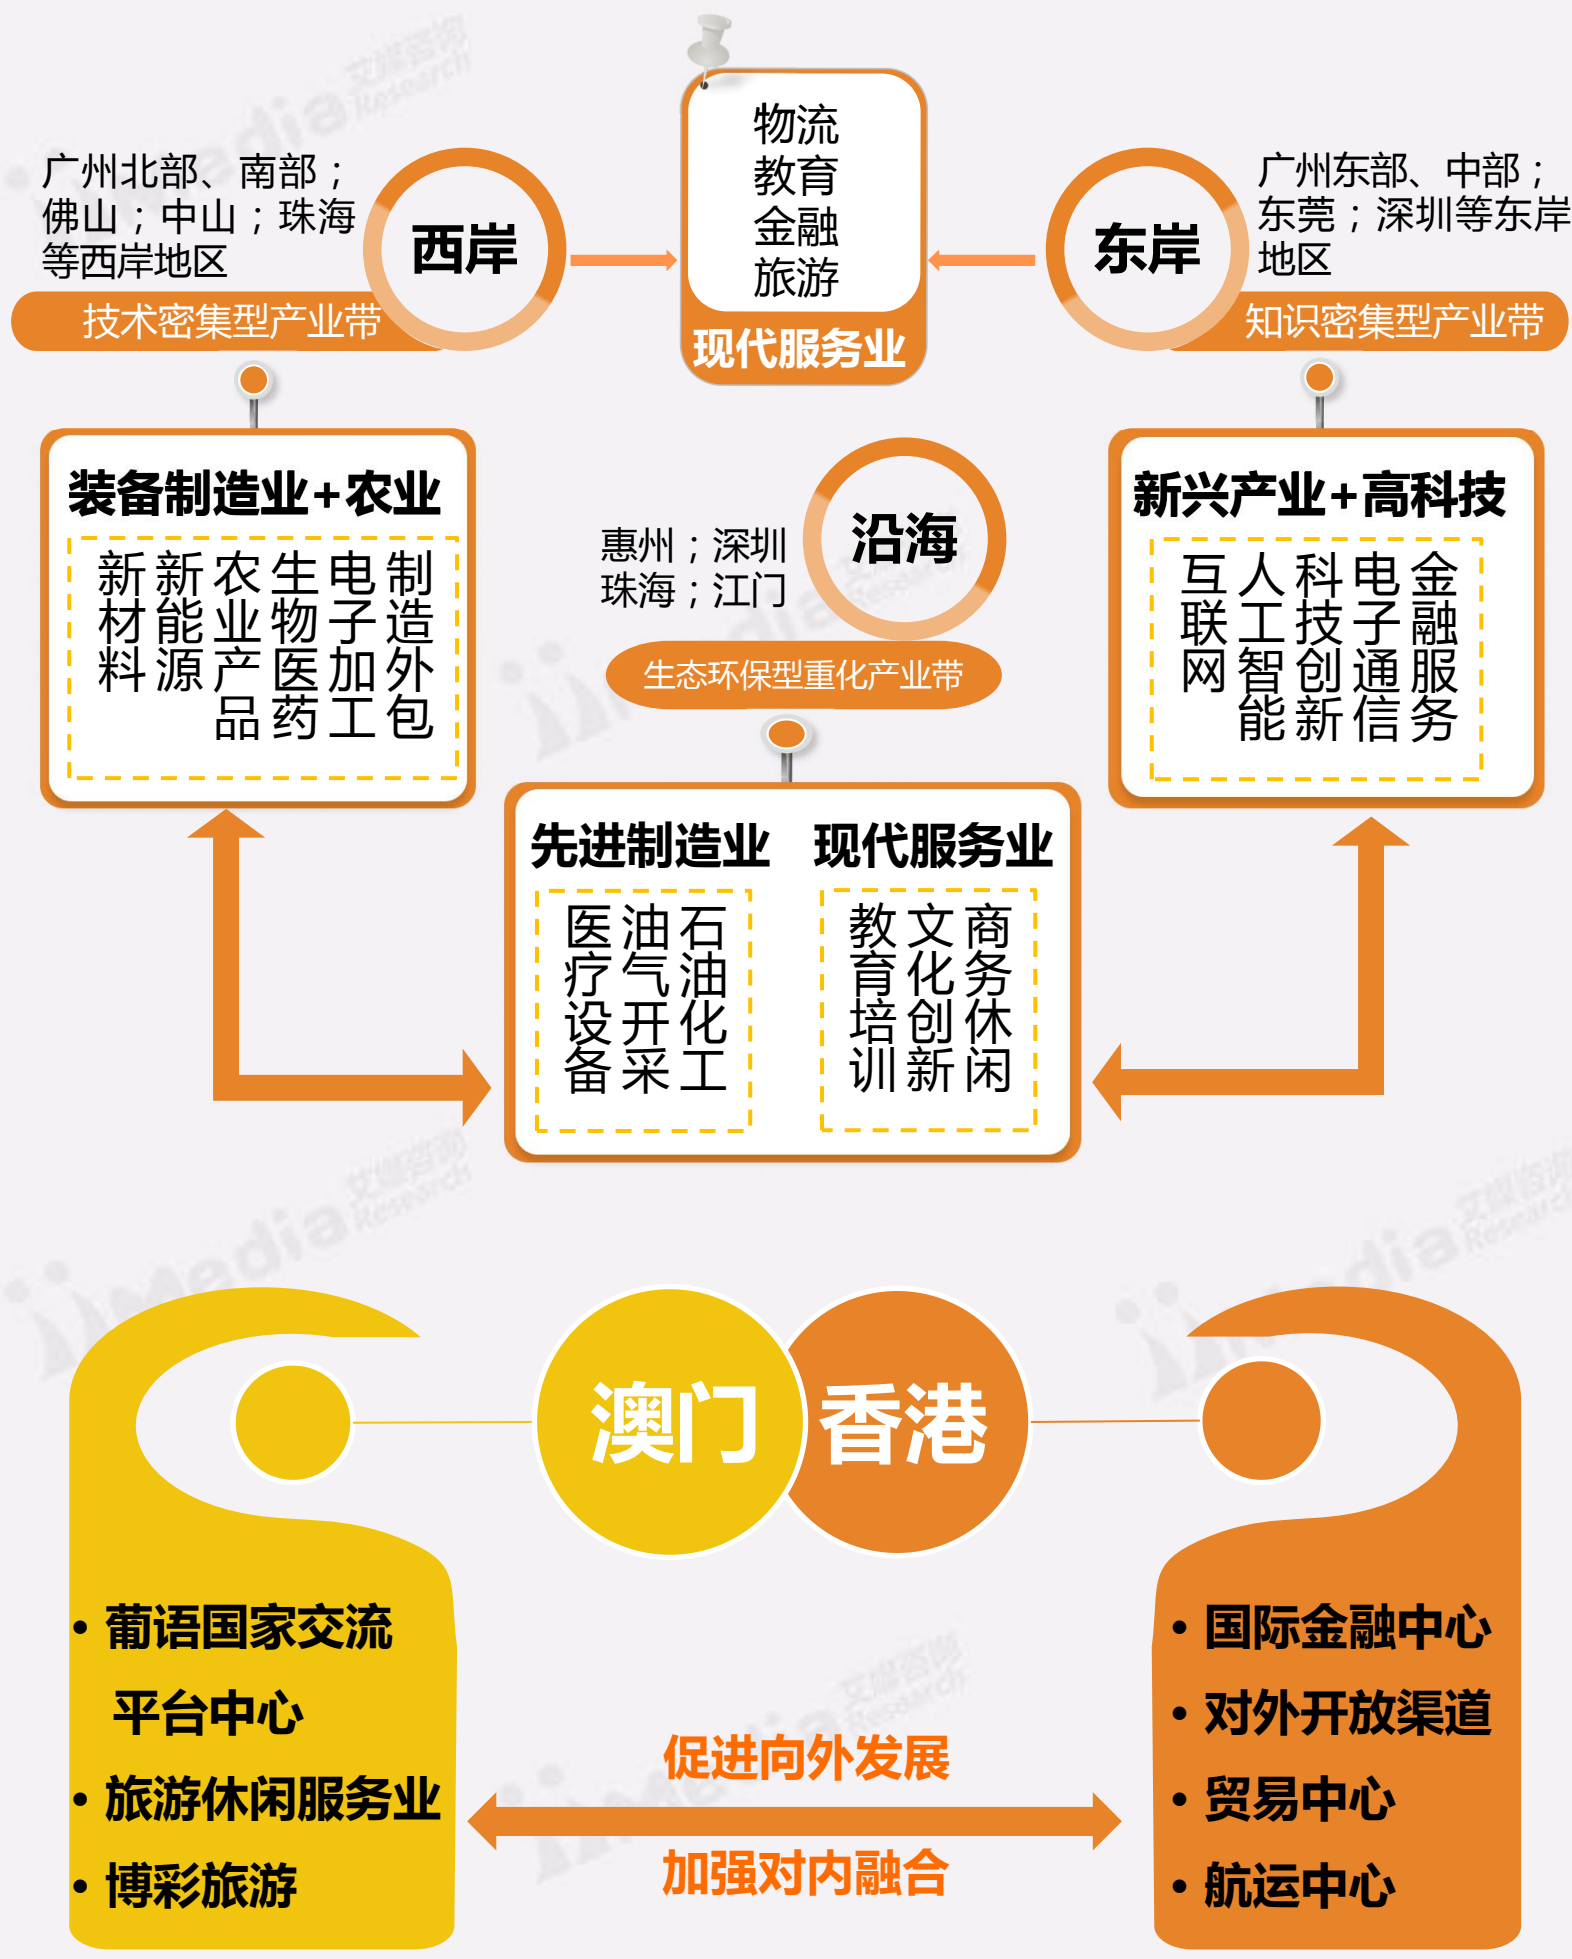 物流
教育
金融
旅游
现代服务业
广州北部、南部；
佛山；中山；珠海
等西岸地区
西岸
技术密集型产业带
东岸
广州东部、中部；
东莞；深圳等东岸
地区
知识密集型产业带
装备制造业+农业
新材料
新能源
农业产品
生物医药
电子加工
制造外包
惠州；深圳
珠海；江门
沿海
生态环保型重化产业带
新兴产业+高科技
互联网
人工智能
科技创新
电子通信
金融服务
先进制造业
医疗设备
油气开采
石油化工
现代服务业
教育培训
文化创新
商务休闲
澳门
香港
• 葡语国家交流
平台中心
• 旅游休闲服务业
• 博彩旅游
促进向外发展
加强对内融合
• 国际金融中心
• 对外开放渠道
• 贸易中心
• 航运中心
iiMedia Research
艾媒咨询